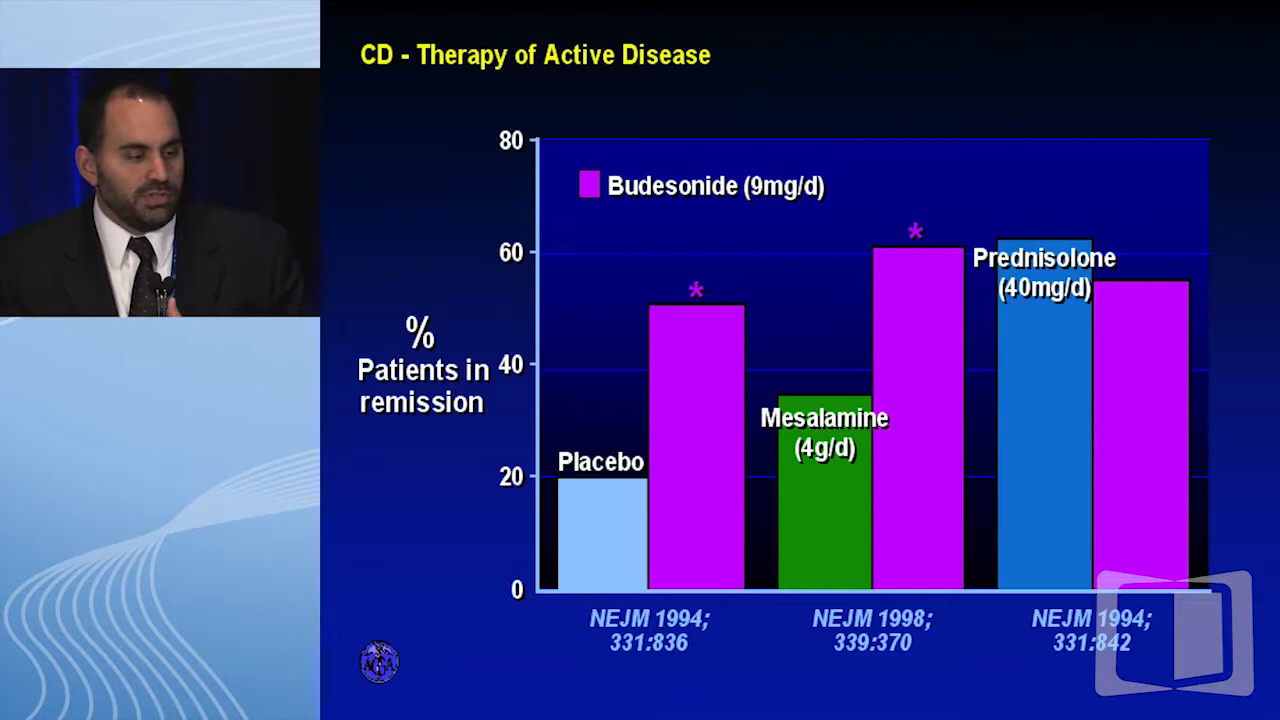 CD - Therapy of Active Disease
80
Budesonide (9mg/d)
*
*
60
Prednisolone
(40mg/d)
%
Patients in
remission
40
Mesalamine
(4g/d)
Placebo
20
0
NEJM 1994;
331:836
NEJM 1998;
339:370
NEJM 1994;
331:842